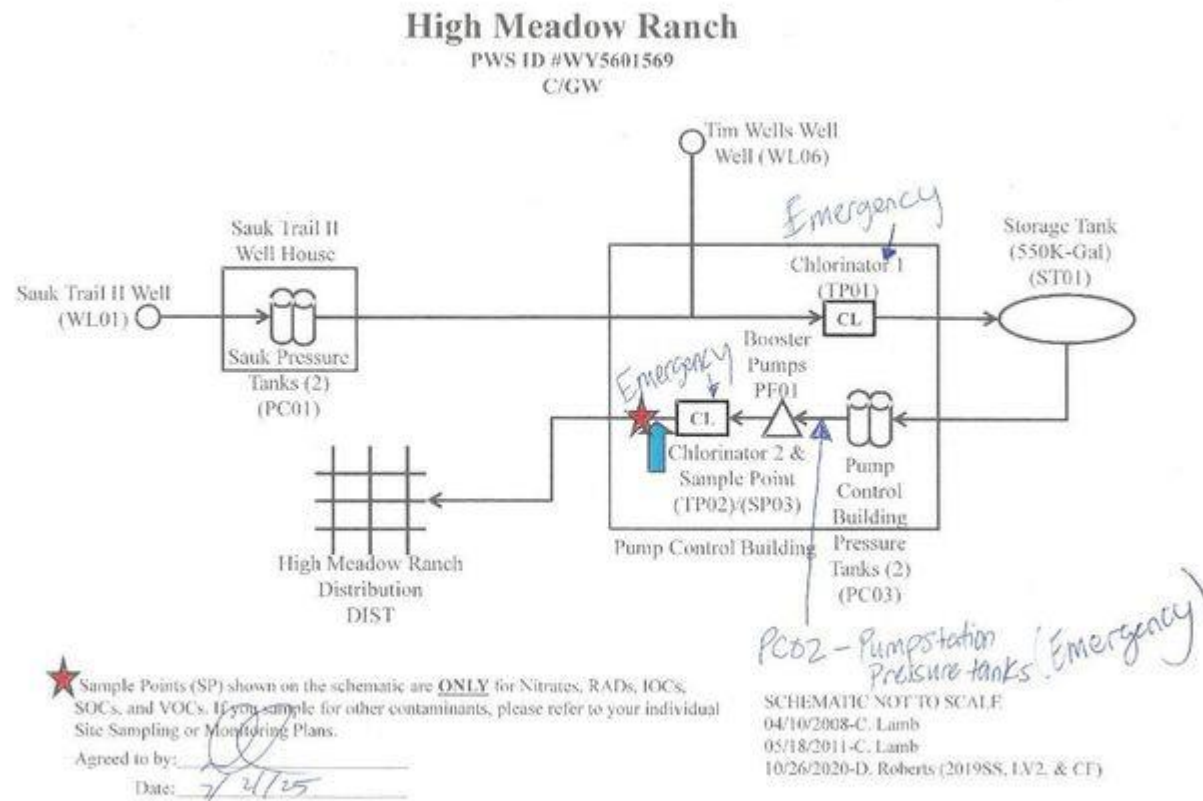 High Meadow Ranch
PWS ID #WY5601569
C/GW
Tim Wells Well
Well (WL06)
Emergency
Sauk Trail II
Well House
Storage Tank
(550K-Gal)
(ST01)
Chlorinator 1
(TP01)
Sauk Trail II Well
(WL01)
CL
Sauk Pressure
Tanks (2)
(PC01)
Booster
Pumps
PF01
Emergency
CL
Chlorinator 2 &
Sample Point
(TP02)/(SP03)
Pump
Control
Building
Pressure
Tanks (2)
(PC03)
Pump Control Building
High Meadow Ranch
Distribution
DIST
PC02 - Pumpstation
Pressure tanks (Emergency)
Sample Points (SP) shown on the schematic are ONLY for Nitrates, RADs, IOCs,
SOCs, and VOCs. If you sample for other contaminants, please refer to your individual
Site Sampling or Monitoring Plans.
Agreed to by:
Date: 7/21/25
SCHEMATIC NOT TO SCALE
04/10/2008-C. Lamb
05/18/2011-C. Lamb
10/26/2020-D. Roberts (2019SS, LV2, & CF)